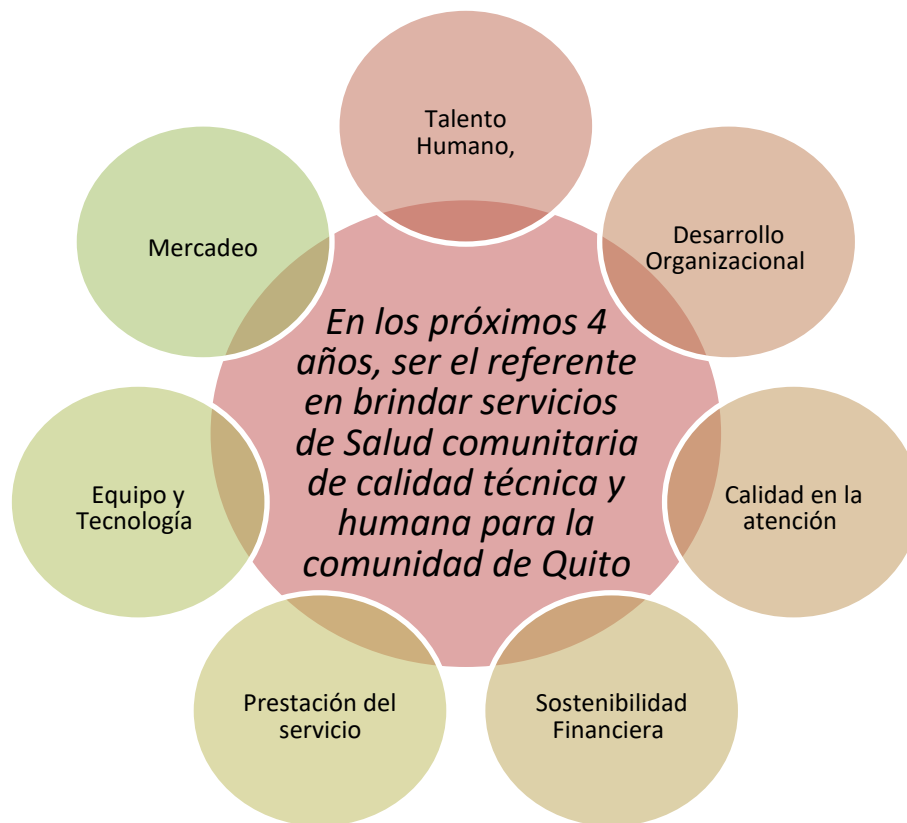 Talento
Humano,
Desarrollo
Organizacional
Calidad en la
atención
Sostenibilidad
Financiera
Prestación del
servicio
Equipo y
Tecnología
Mercadeo
En los próximos 4
años, ser el referente
en brindar servicios
de Salud comunitaria
de calidad técnica y
humana para la
comunidad de Quito